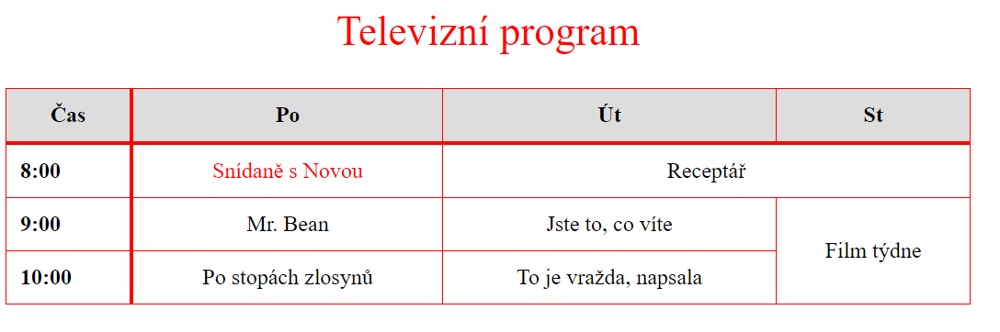 Televizní program
Čas Po Út St
8:00 Snídaně s Novou Receptář
9:00 Mr. Bean Jste to, co víte
Film týdne
10:00 Po stopách zlosynů To je vražda, napsala